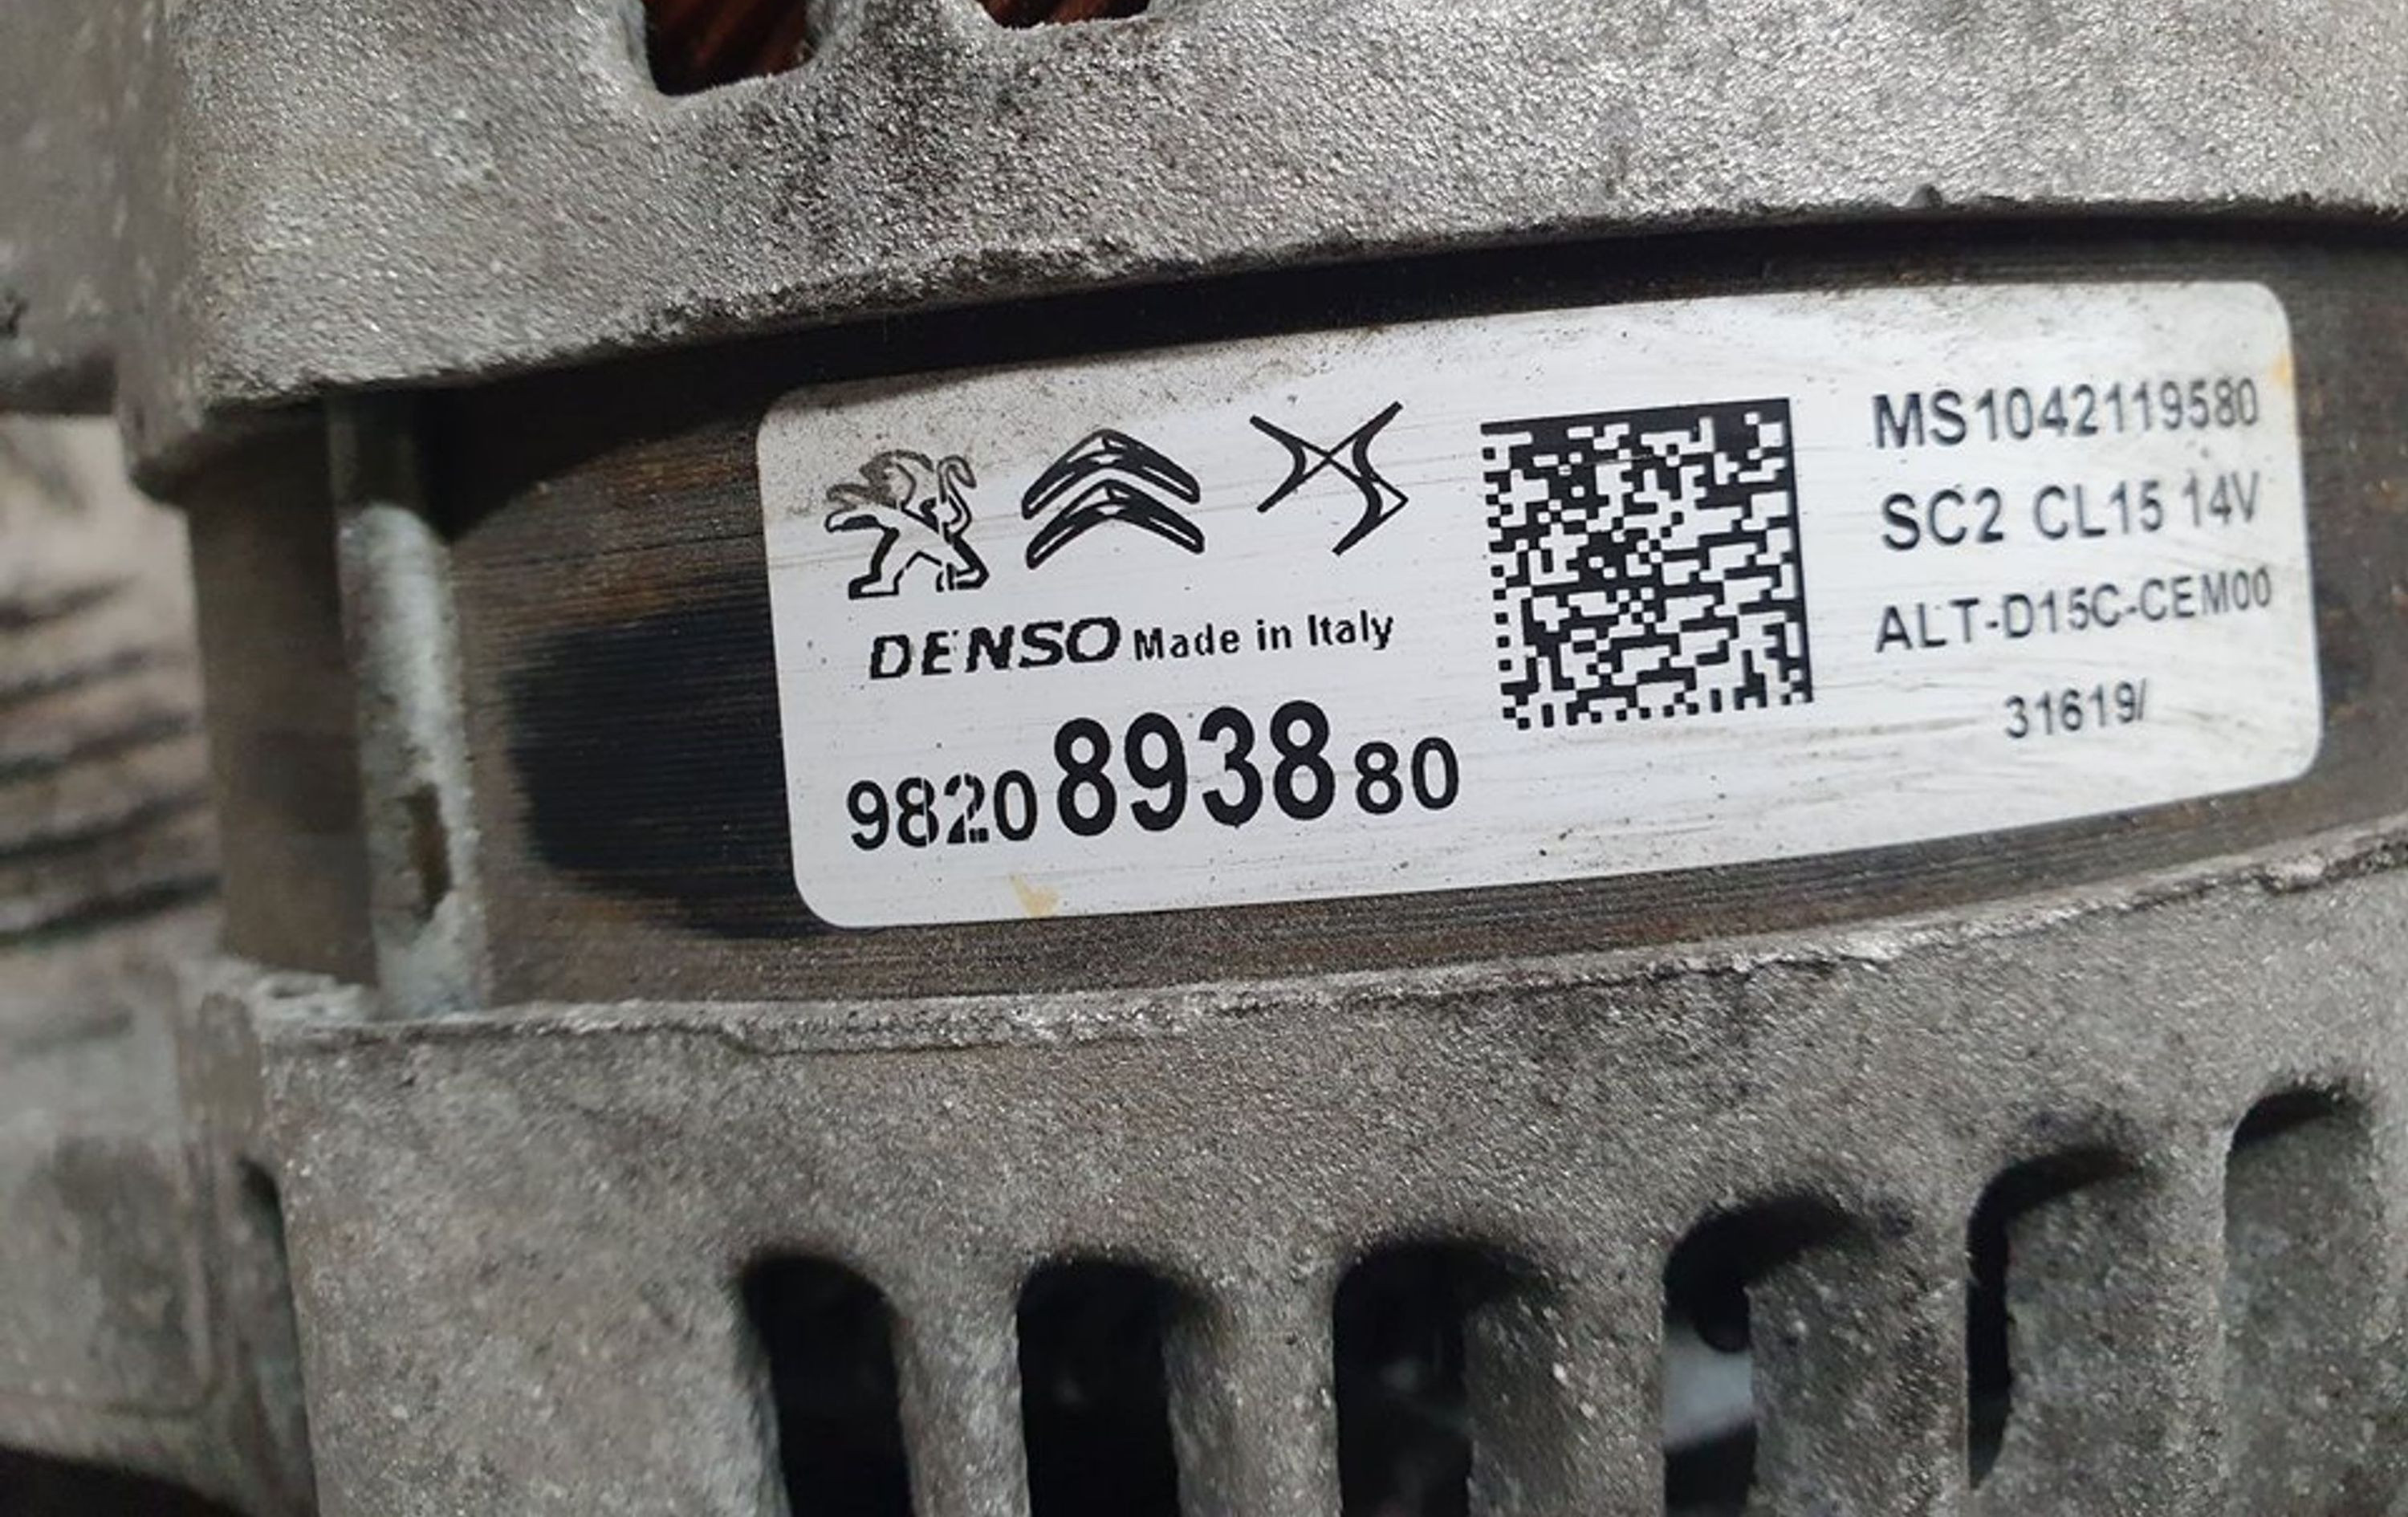 DENSO Made in Italy
9820893880
MS1042119580
SC2 CL15 14V
ALT-D15C-CEM00
31619/